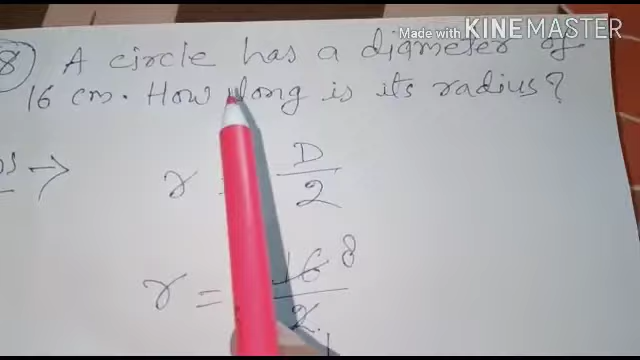 Made with KINEMASTER
8 A circle has a diameter of
16 cm. How long is its radius?
→ r = D/2
r = 16/2 8
1